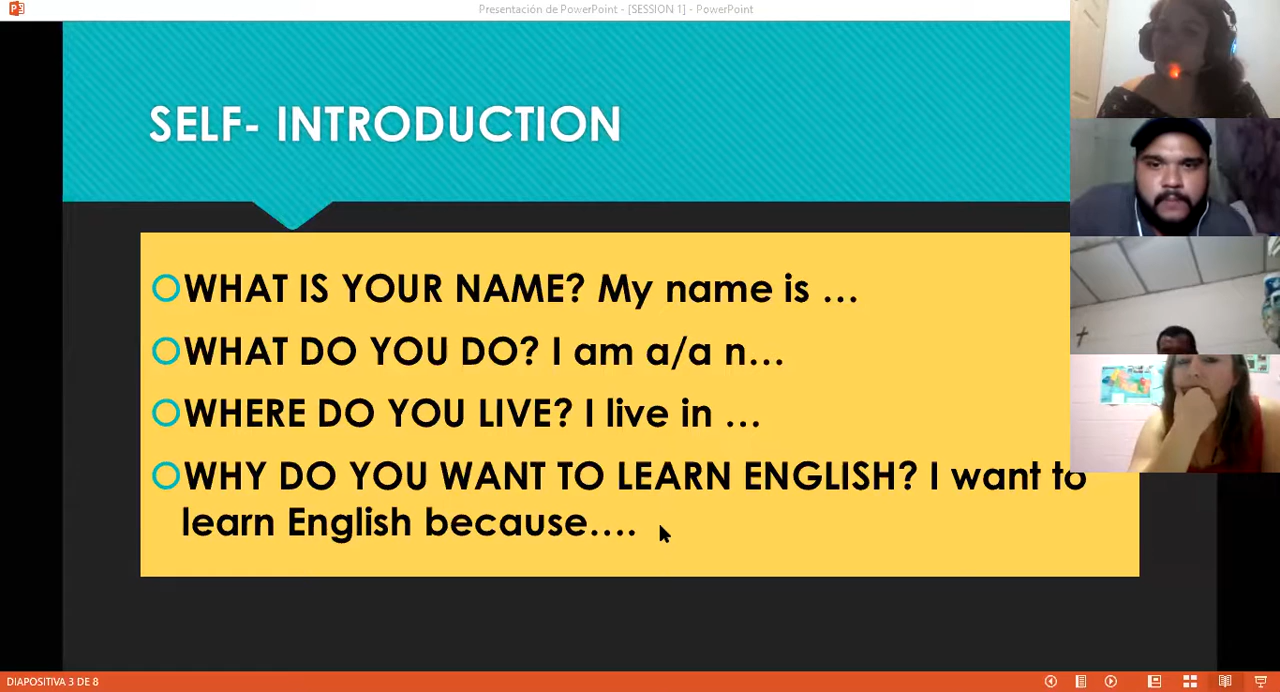 Presentación de PowerPoint - [SESSION 1] - PowerPoint
SELF- INTRODUCTION
WHAT IS YOUR NAME? My name is ...
WHAT DO YOU DO? I am a/a n...
WHERE DO YOU LIVE? I live in ...
WHY DO YOU WANT TO LEARN ENGLISH? I want to
learn English because....
DIAPOSITIVA 3 DE 8